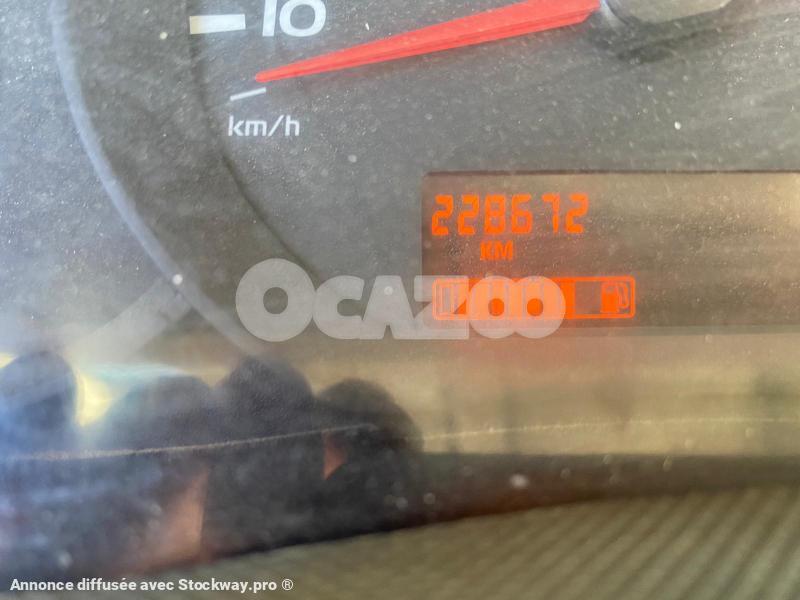 10
km/h
228672
KM
OCAZOO
Annonce diffusée avec Stockway.pro ®